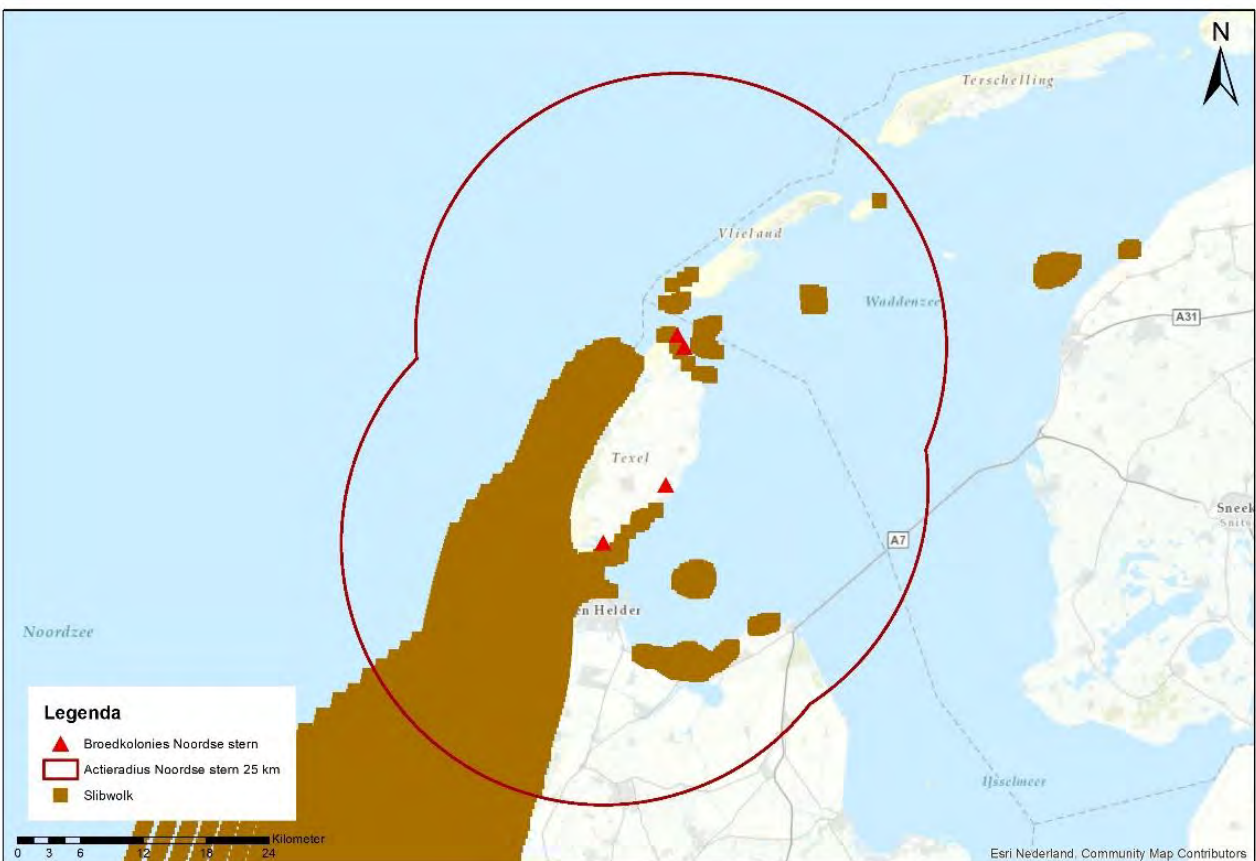 N
Terschelling
Vlieland
Waddenzee
A31
Texel
Sneek
A7
en Helder
Noordzee
IJsselmeer
Legenda
Broedkolonies Noordse stern
Actieradius Noordse stern 25 km
Slibwolk
Kilometer
0 3 6 12 18 24
Esri Nederland, Community Map Contributors